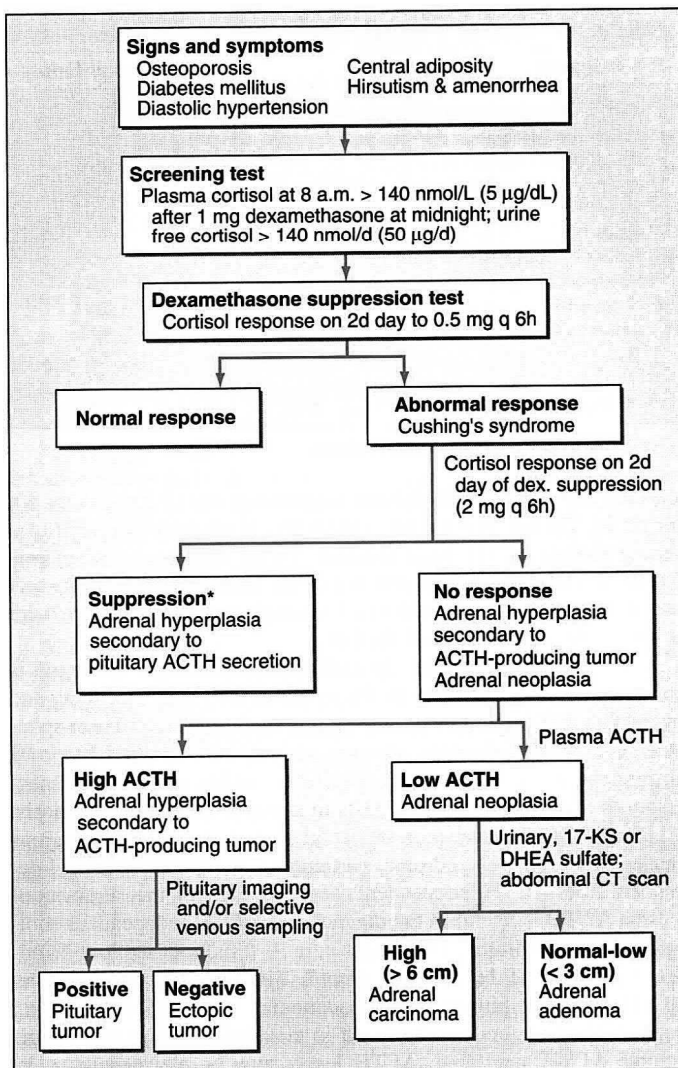 Signs and symptoms
Osteoporosis Central adiposity
Diabetes mellitus Hirsutism & amenorrhea
Diastolic hypertension
Screening test
Plasma cortisol at 8 a.m. > 140 nmol/L (5 µg/dL)
after 1 mg dexamethasone at midnight; urine
free cortisol > 140 nmol/d (50 µg/d)
Dexamethasone suppression test
Cortisol response on 2d day to 0.5 mg q 6h
Normal response
Abnormal response
Cushing's syndrome
Cortisol response on 2d
day of dex. suppression
(2 mg q 6h)
Suppression*
Adrenal hyperplasia
secondary to
pituitary ACTH secretion
No response
Adrenal hyperplasia
secondary to
ACTH-producing tumor
Adrenal neoplasia
Plasma ACTH
High ACTH
Adrenal hyperplasia
secondary to
ACTH-producing tumor
Low ACTH
Adrenal neoplasia
Pituitary imaging
and/or selective
venous sampling
Urinary, 17-KS or
DHEA sulfate;
abdominal CT scan
Positive
Pituitary
tumor
Negative
Ectopic
tumor
High
(> 6 cm)
Adrenal
carcinoma
Normal-low
(< 3 cm)
Adrenal
adenoma